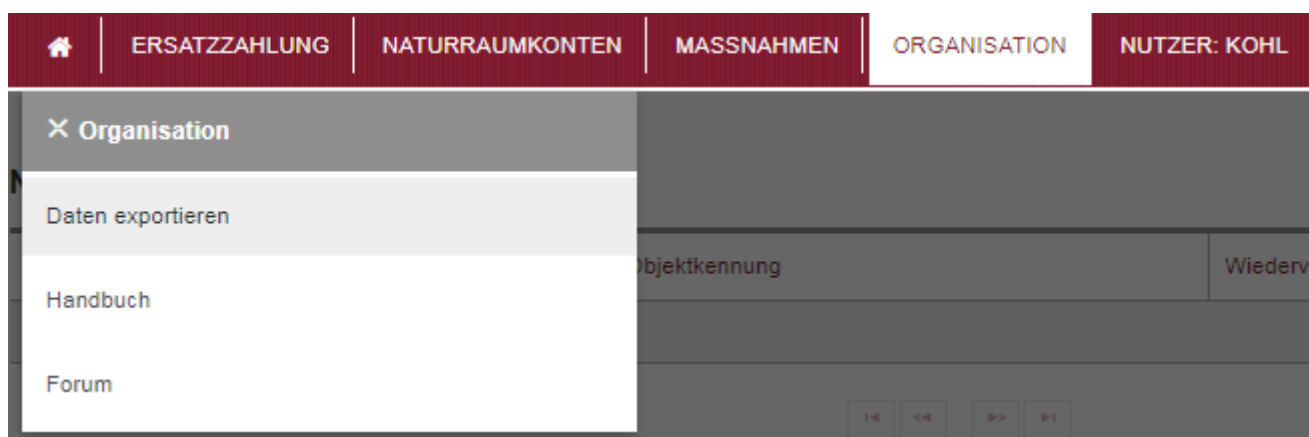 ERSATZZAHLUNG NATURRAUMKONTEN MASSNAHMEN ORGANISATION NUTZER: KOHL
× Organisation
Daten exportieren
Objektkennung
Handbuch
Forum